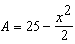 A = 25 - x²/2